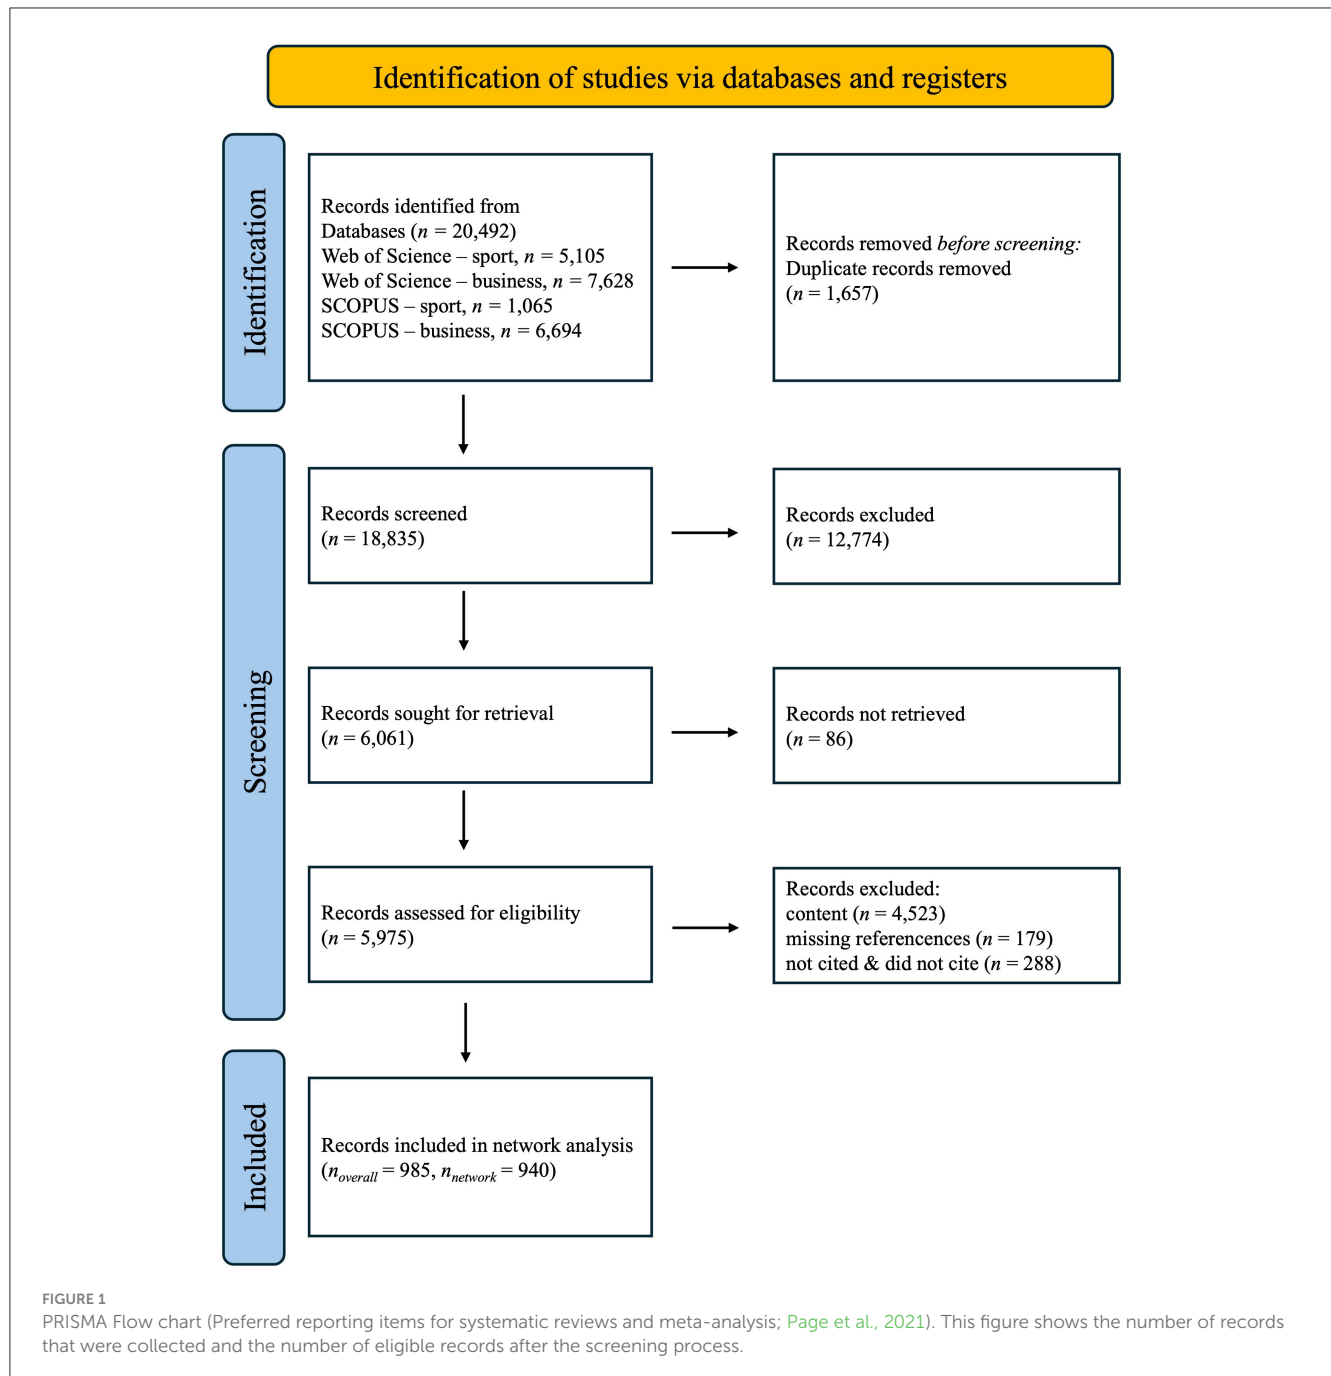 Identification of studies via databases and registers
Identification
Records identified from
Databases (n = 20,492)
Web of Science – sport, n = 5,105
Web of Science – business, n = 7,628
SCOPUS – sport, n = 1,065
SCOPUS – business, n = 6,694
Records removed before screening:
Duplicate records removed
(n = 1,657)
Screening
Records screened
(n = 18,835)
Records excluded
(n = 12,774)
Records sought for retrieval
(n = 6,061)
Records not retrieved
(n = 86)
Records assessed for eligibility
(n = 5,975)
Records excluded:
content (n = 4,523)
missing referencences (n = 179)
not cited & did not cite (n = 288)
Included
Records included in network analysis
(noverall = 985, nnetwork = 940)
FIGURE 1
PRISMA Flow chart (Preferred reporting items for systematic reviews and meta-analysis; Page et al., 2021). This figure shows the number of records
that were collected and the number of eligible records after the screening process.